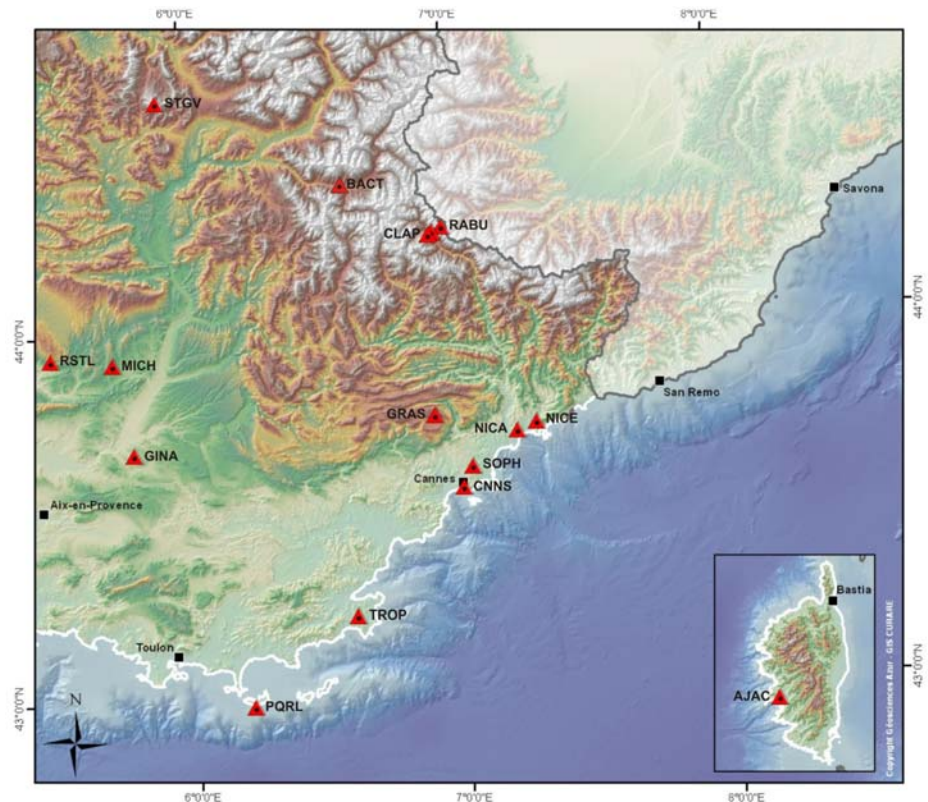 6°0'0"E 7°0'0"E 8°0'0"E
STGV
BACT
Savona
CLAP RABU
44°0'0"N
44°0'0"N
RSTL MICH
San Remo
GRAS
NICA NICE
GINA
SOPH
Cannes
CNNS
Aix-en-Provence
Bastia
TROP
Toulon
43°0'0"N
AJAC
N
PQRL
43°0'0"N
Copyright Géosciences Azur - GIS CURARE
6°0'0"E 7°0'0"E 8°0'0"E